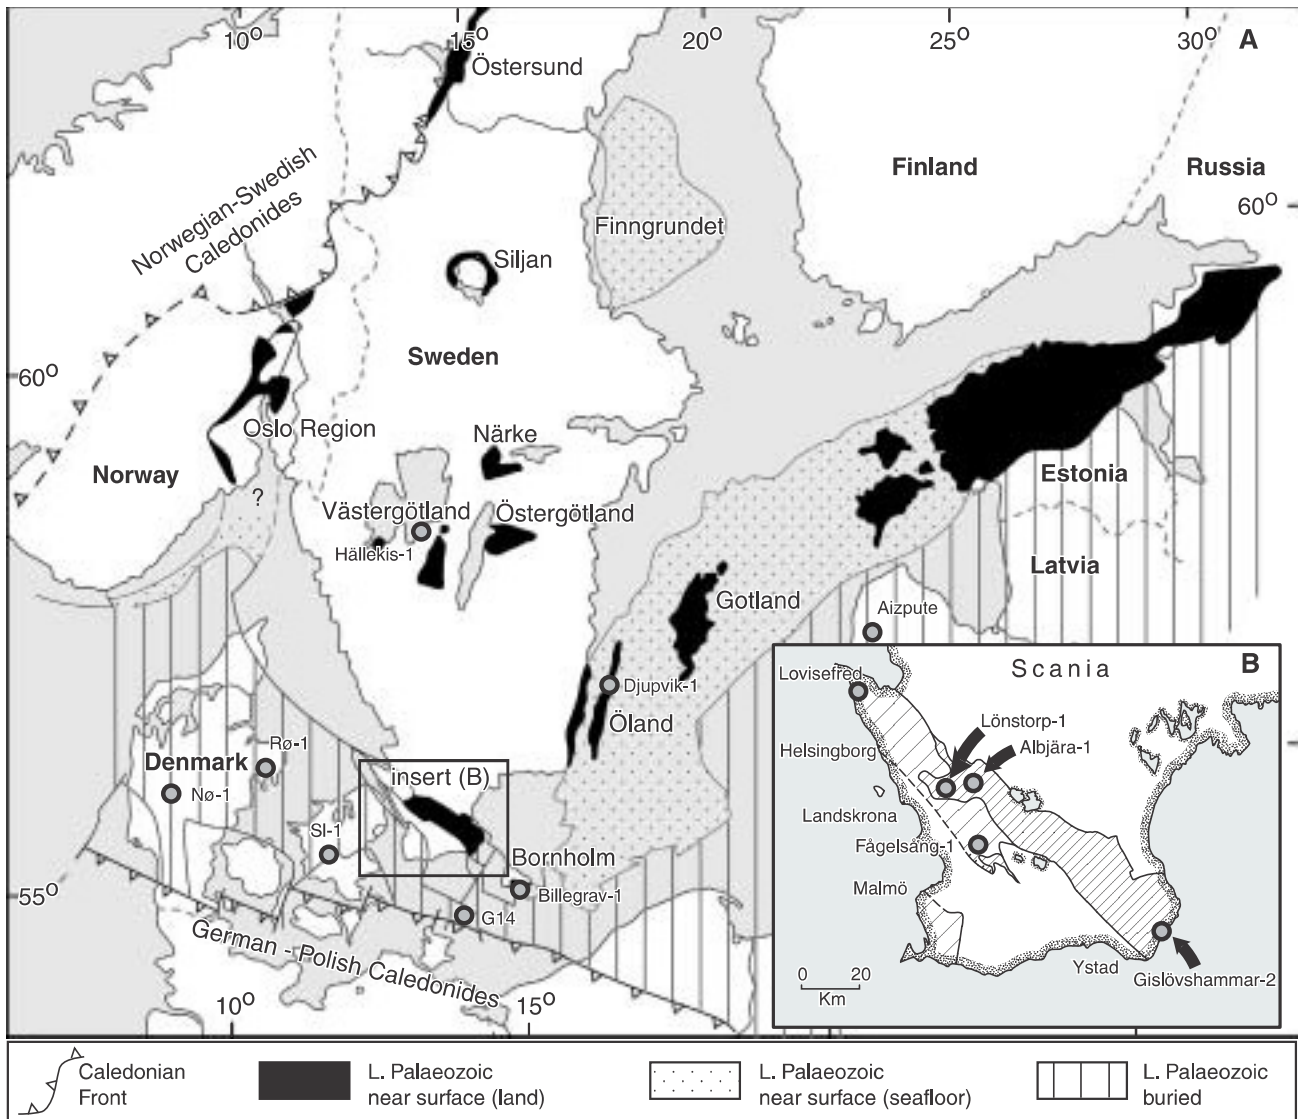 10°
15°
20°
25°
30°
A
Östersund
Finland
Russia
60°
Norwegian-Swedish
Caledonides
Finngrundet
Siljan
Sweden
60°
Oslo Region
Närke
Norway
?
Västergötland
Östergötland
Estonia
Hällekis-1
Latvia
Gotland
Aizpute
Djupvik-1
Öland
Denmark
Rø-1
Nø-1
insert (B)
Sl-1
Bornholm
Billegrav-1
G14
55°
German - Polish Caledonides
10°
15°
Scania
B
Lovisefred
Lönstorp-1
Helsingborg
Albjära-1
Landskrona
Fågelsång-1
Malmö
Ystad
Gislövshammar-2
0 20
Km
Caledonian
Front
L. Palaeozoic
near surface (land)
L. Palaeozoic
near surface (seafloor)
L. Palaeozoic
buried